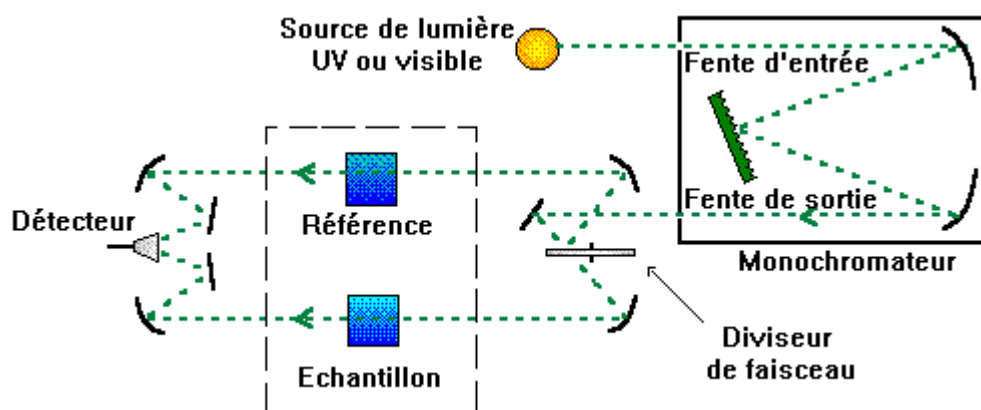 Source de lumière
UV ou visible
Fente d'entrée
Fente de sortie
Monochromateur
Détecteur
Référence
Echantillon
Diviseur
de faisceau